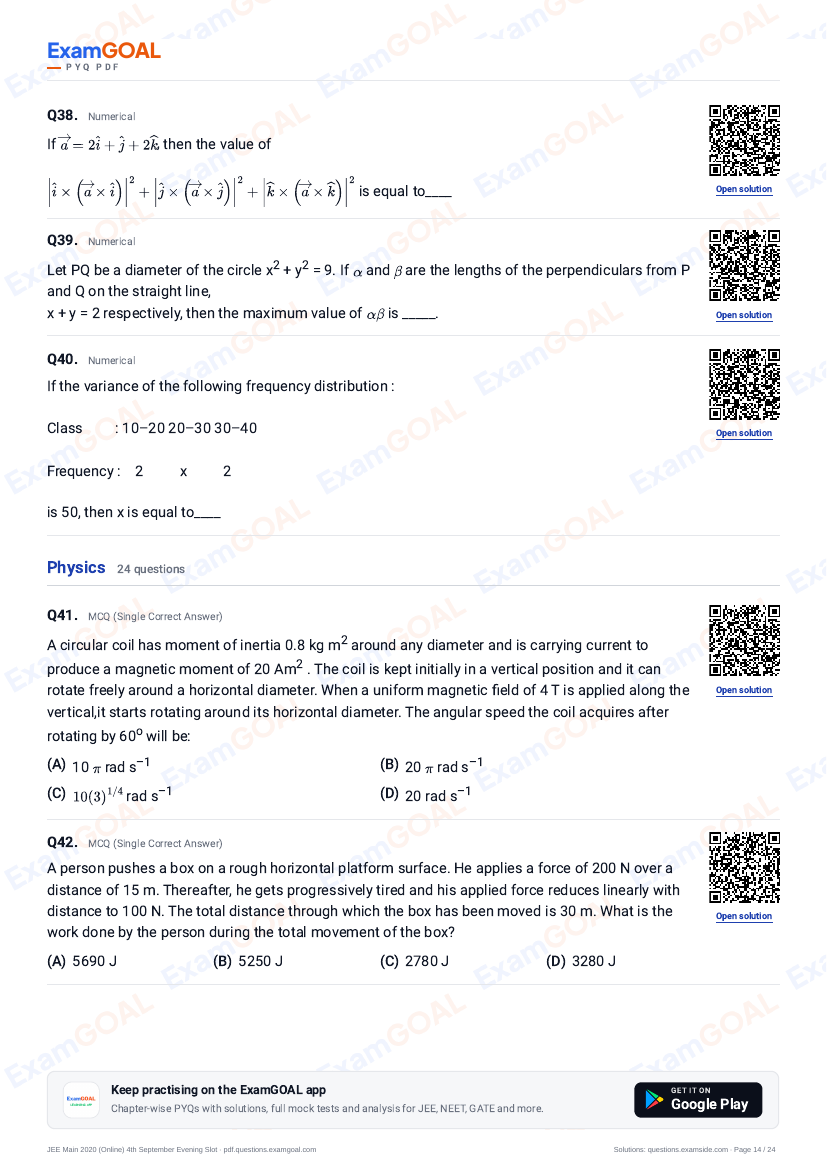 ExamGOAL
PYQ PDF
Q38. Numerical
If $\overrightarrow{a} = 2\hat{i} + \hat{j} + 2\widehat{k}$ then the value of
$\left|\hat{i} \times \left(\overrightarrow{a} \times \hat{i}\right)\right|^2 + \left|\hat{j} \times \left(\overrightarrow{a} \times \hat{j}\right)\right|^2 + \left|\widehat{k} \times \left(\overrightarrow{a} \times \widehat{k}\right)\right|^2$ is equal to____
Open solution
Q39. Numerical
Let PQ be a diameter of the circle x² + y² = 9. If α and β are the lengths of the perpendiculars from P
and Q on the straight line,
x + y = 2 respectively, then the maximum value of αβ is _____.
Open solution
Q40. Numerical
If the variance of the following frequency distribution :
Class : 10–20 20–30 30–40
Frequency : 2 x 2
is 50, then x is equal to____
Open solution
Physics 24 questions
Q41. MCQ (Single Correct Answer)
A circular coil has moment of inertia 0.8 kg m² around any diameter and is carrying current to
produce a magnetic moment of 20 Am² . The coil is kept initially in a vertical position and it can
rotate freely around a horizontal diameter. When a uniform magnetic field of 4 T is applied along the
vertical,it starts rotating around its horizontal diameter. The angular speed the coil acquires after
rotating by 60⁰ will be:
(A) 10 π rad s⁻¹ (B) 20 π rad s⁻¹
(C) $10(3)^{1/4}$ rad s⁻¹ (D) 20 rad s⁻¹
Open solution
Q42. MCQ (Single Correct Answer)
A person pushes a box on a rough horizontal platform surface. He applies a force of 200 N over a
distance of 15 m. Thereafter, he gets progressively tired and his applied force reduces linearly with
distance to 100 N. The total distance through which the box has been moved is 30 m. What is the
work done by the person during the total movement of the box?
(A) 5690 J (B) 5250 J (C) 2780 J (D) 3280 J
Open solution
Keep practising on the ExamGOAL app
Chapter-wise PYQs with solutions, full mock tests and analysis for JEE, NEET, GATE and more.
GET IT ON
Google Play
JEE Main 2020 (Online) 4th September Evening Slot · pdf.questions.examgoal.com
Solutions: questions.examside.com · Page 14 / 24